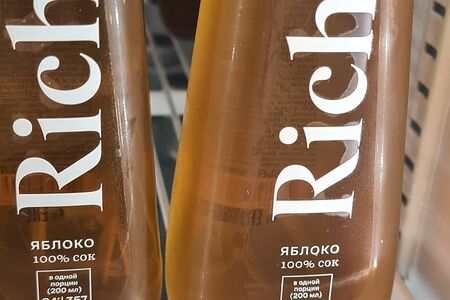 Rich
ЯБЛОКО
100% СОК
в одной
порции
(200 мл)
Rich
ЯБЛОКО
100% СОК
в одной
порции
(200 мл)